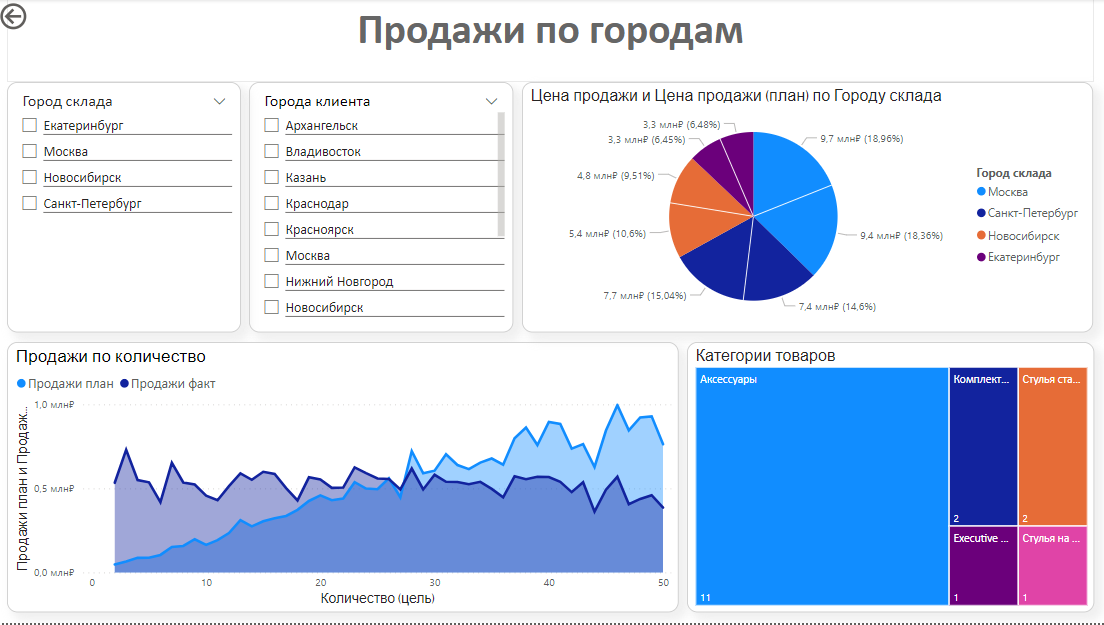 Продажи по городам
Город склада
Екатеринбург
Москва
Новосибирск
Санкт-Петербург
Города клиента
Архангельск
Владивосток
Казань
Краснодар
Красноярск
Москва
Нижний Новгород
Новосибирск
Цена продажи и Цена продажи (план) по Городу склада
3,3 млн₽ (6,48%)
3,3 млн₽ (6,45%)
4,8 млн₽ (9,51%)
5,4 млн₽ (10,6%)
7,7 млн₽ (15,04%)
9,7 млн₽ (18,96%)
9,4 млн₽ (18,36%)
7,4 млн₽ (14,6%)
Город склада
Москва
Санкт-Петербург
Новосибирск
Екатеринбург
Продажи по количество
Продажи план Продажи факт
Продажи план и Продаж...
1,0 млн₽
0,5 млн₽
0,0 млн₽
0 10 20 30 40 50
Количество (цель)
Категории товаров
Аксессуары
11
Комплект...
2
Стулья ста...
2
Executive ...
1
Стулья на ...
1